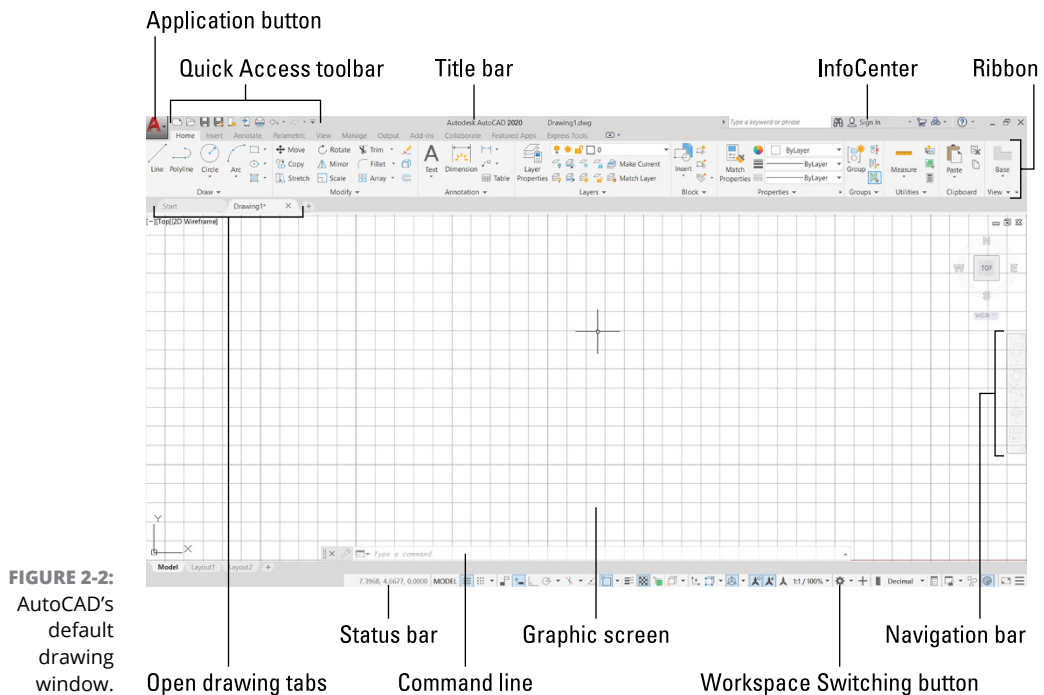 Application button
Quick Access toolbar
Title bar
InfoCenter
Ribbon
Autodesk AutoCAD 2020 Drawing1.dwg
Type a keyword or phrase
Sign In
Home Insert Annotate Parametric View Manage Output Add-ins Collaborate Featured Apps Express Tools
Line Polyline Circle Arc
Move Rotate Trim
Copy Mirror Fillet
Stretch Scale Array
Text Dimension
Table
Layer
Properties
0
Make Current
Match Layer
Insert
Match
Properties
ByLayer
ByLayer
ByLayer
Group
Measure
Paste
Base
Draw Modify Annotation Layers Block Properties Groups Utilities Clipboard View
Start Drawing1*
[−][Top][2D Wireframe]
N
W TOP E
S
WCS
Y
X
Type a command
Model Layout1 Layout2
7.3968, 4.6677, 0.0000 MODEL 1:1 / 100% Decimal
FIGURE 2-2:
AutoCAD’s
default
drawing
window.
Status bar
Graphic screen
Navigation bar
Open drawing tabs
Command line
Workspace Switching button